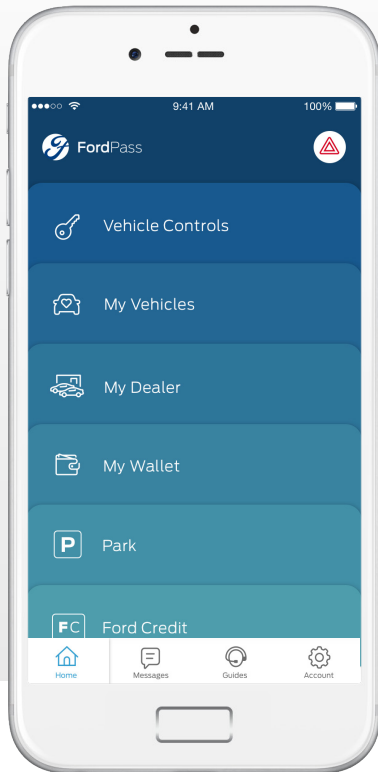 9:41 AM
100%
FordPass
Vehicle Controls
My Vehicles
My Dealer
My Wallet
P Park
FC Ford Credit
Home Messages Guides Account